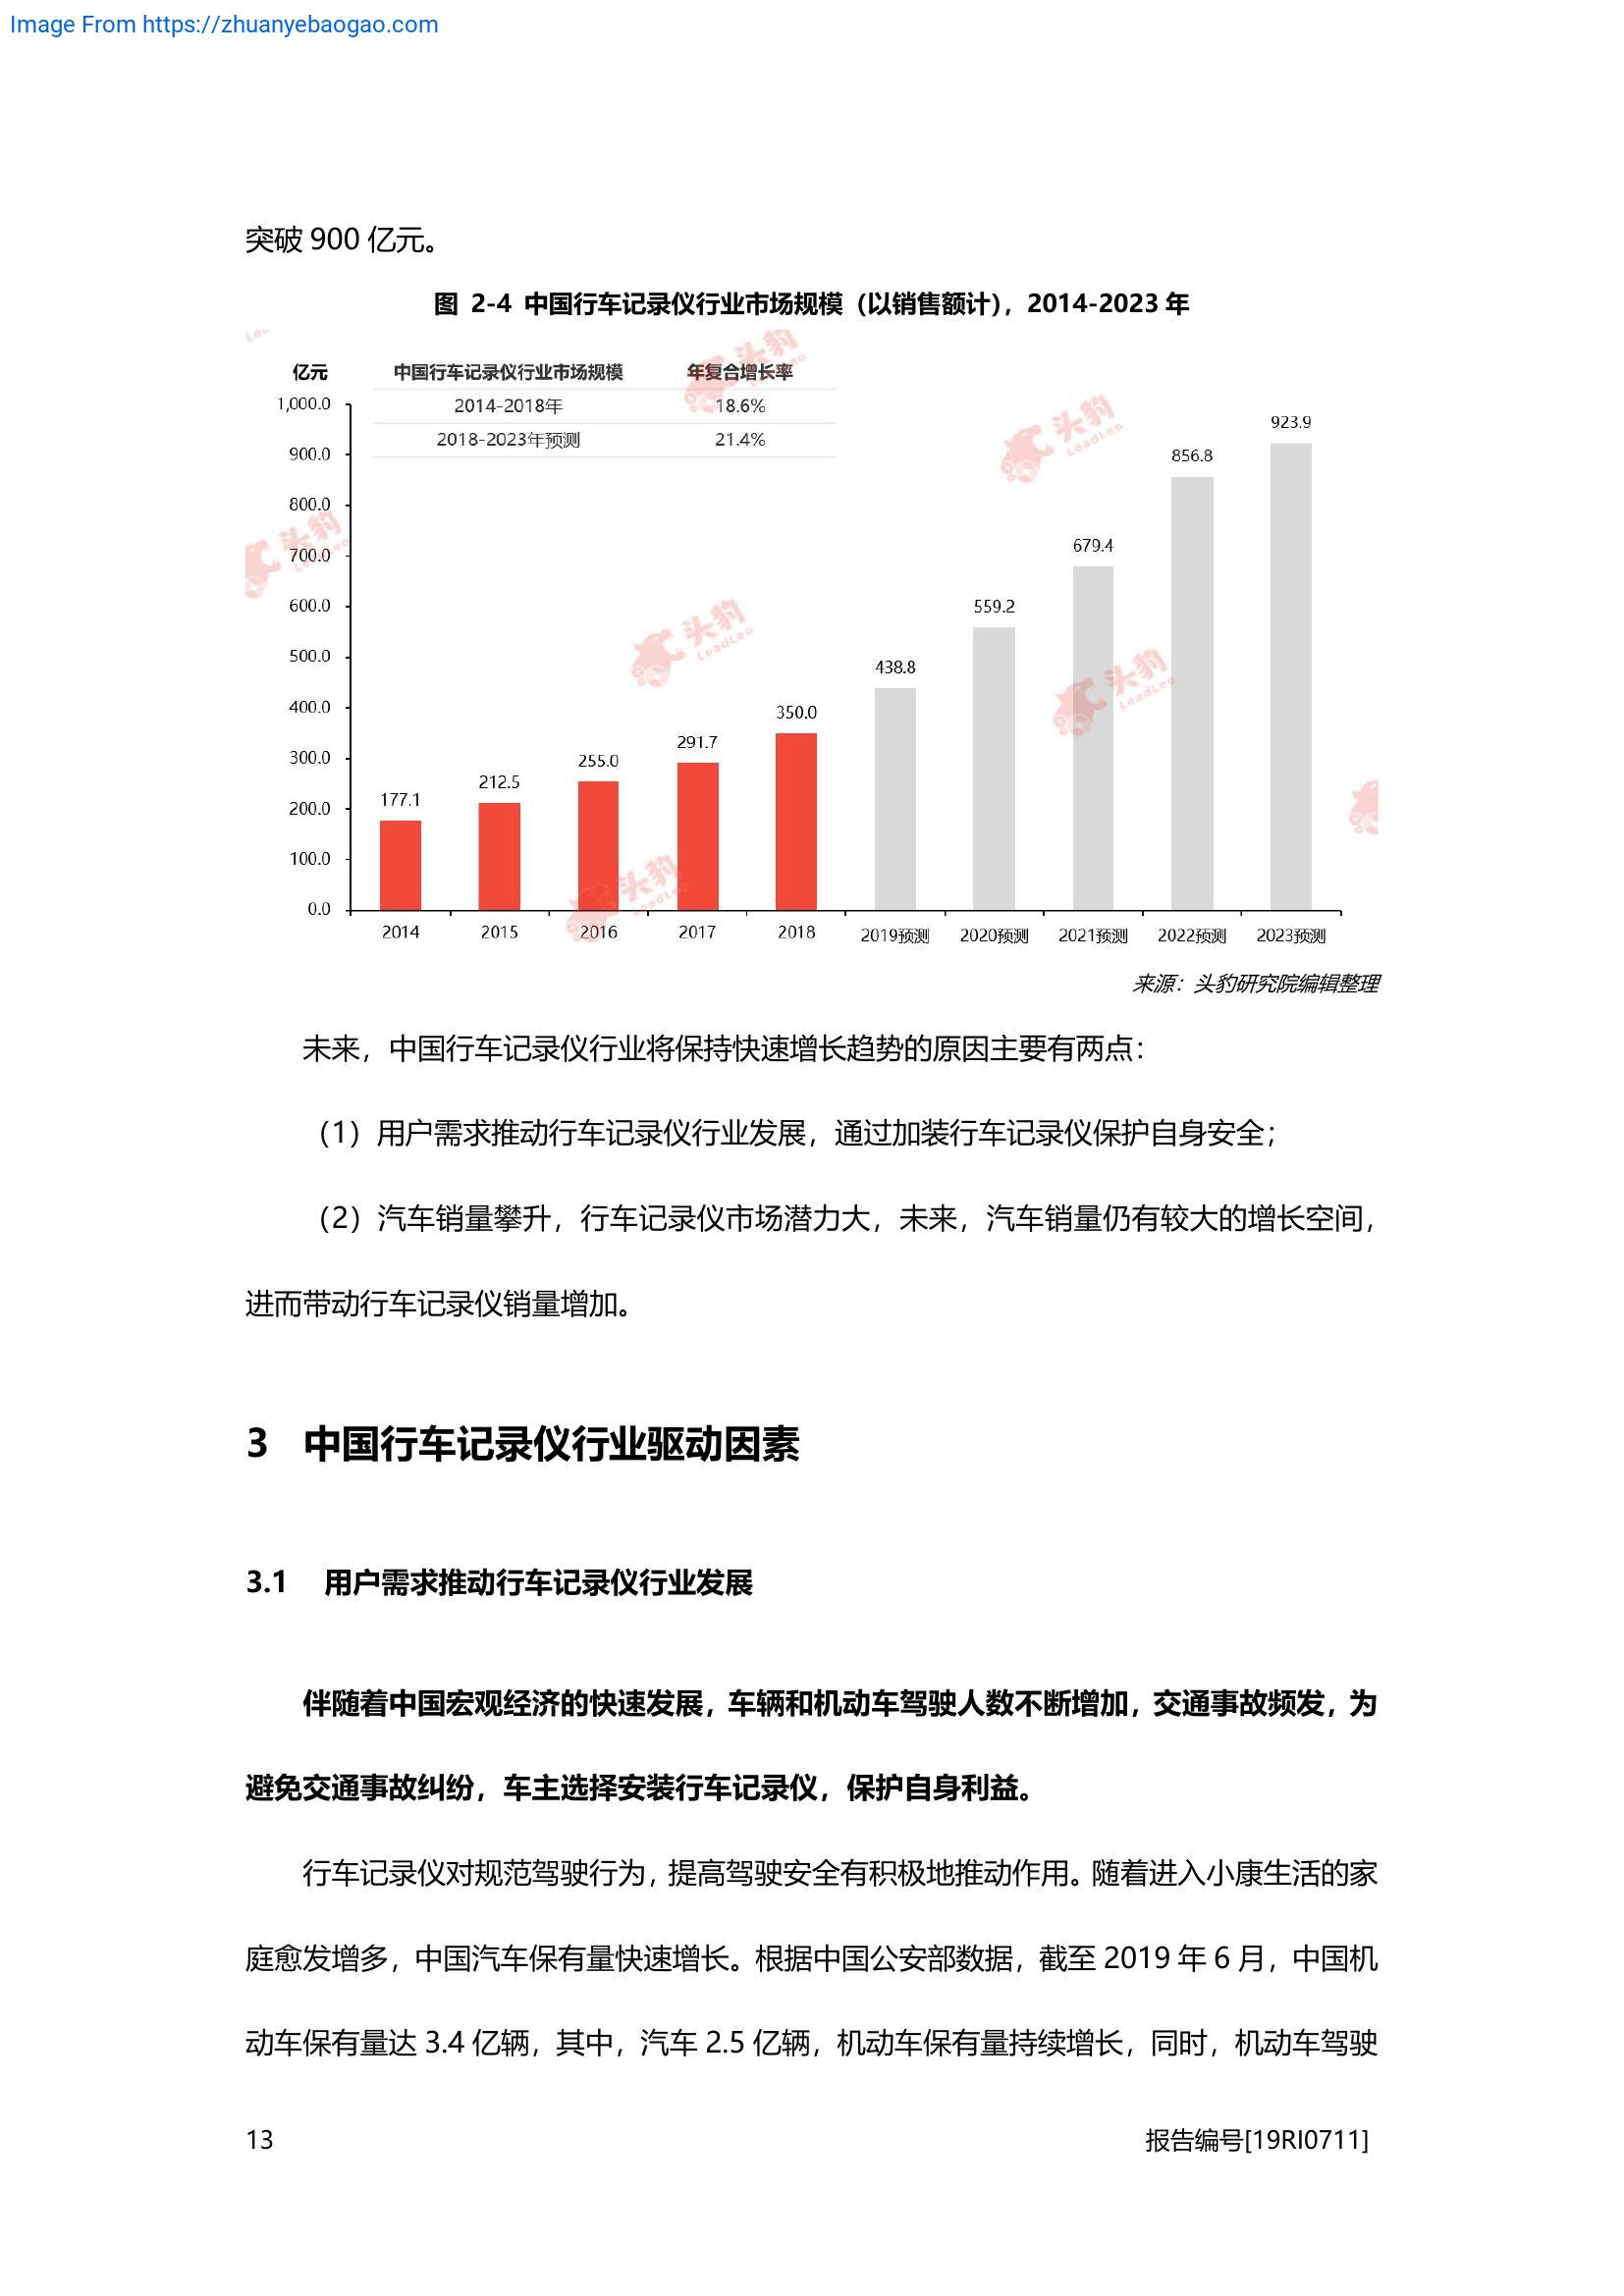 Image From https://zhuanyebaogao.com
突破 900 亿元。
图 2-4 中国行车记录仪行业市场规模（以销售额计），2014-2023 年
亿元
中国行车记录仪行业市场规模 年复合增长率
2014-2018年 18.6%
2018-2023年预测 21.4%
1,000.0
900.0
800.0
700.0
600.0
500.0
400.0
300.0
200.0
100.0
0.0
177.1
212.5
255.0
291.7
350.0
438.8
559.2
679.4
856.8
923.9
2014 2015 2016 2017 2018 2019预测 2020预测 2021预测 2022预测 2023预测
头豹
LeadLeo
头豹
LeadLeo
头豹
LeadLeo
头豹
LeadLeo
头豹
LeadLeo
头豹
LeadLeo
来源：头豹研究院编辑整理
未来，中国行车记录仪行业将保持快速增长趋势的原因主要有两点：
（1）用户需求推动行车记录仪行业发展，通过加装行车记录仪保护自身安全；
（2）汽车销量攀升，行车记录仪市场潜力大，未来，汽车销量仍有较大的增长空间，
进而带动行车记录仪销量增加。
3 中国行车记录仪行业驱动因素
3.1 用户需求推动行车记录仪行业发展
伴随着中国宏观经济的快速发展，车辆和机动车驾驶人数不断增加，交通事故频发，为
避免交通事故纠纷，车主选择安装行车记录仪，保护自身利益。
行车记录仪对规范驾驶行为，提高驾驶安全有积极地推动作用。随着进入小康生活的家
庭愈发增多，中国汽车保有量快速增长。根据中国公安部数据，截至 2019 年 6 月，中国机
动车保有量达 3.4 亿辆，其中，汽车 2.5 亿辆，机动车保有量持续增长，同时，机动车驾驶
13
报告编号[19RI0711]